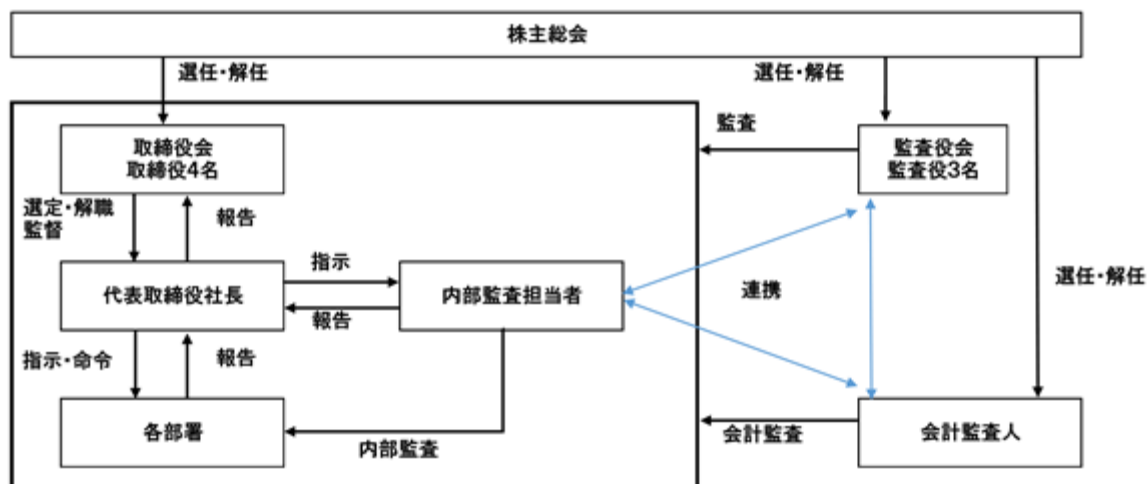 株主総会
選任・解任
選任・解任
監査
取締役会
取締役4名
監査役会
監査役3名
選定・解職
監督
報告
指示
選任・解任
代表取締役社長
内部監査担当者
連携
報告
指示・命令
報告
各部署
内部監査
会計監査
会計監査人